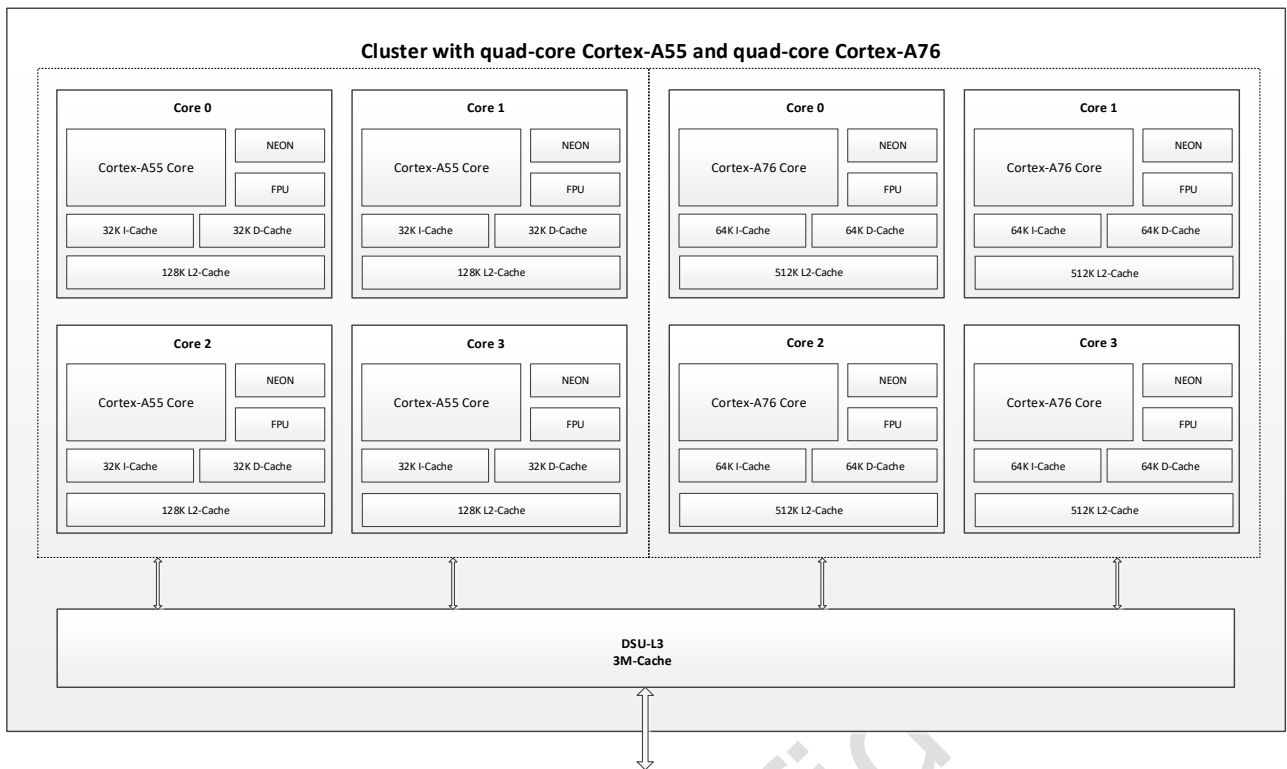 Cluster with quad-core Cortex-A55 and quad-core Cortex-A76
Core 0
Cortex-A55 Core
NEON
FPU
32K I-Cache
32K D-Cache
128K L2-Cache
Core 1
Cortex-A55 Core
NEON
FPU
32K I-Cache
32K D-Cache
128K L2-Cache
Core 0
Cortex-A76 Core
NEON
FPU
64K I-Cache
64K D-Cache
512K L2-Cache
Core 1
Cortex-A76 Core
NEON
FPU
64K I-Cache
64K D-Cache
512K L2-Cache
Core 2
Cortex-A55 Core
NEON
FPU
32K I-Cache
32K D-Cache
128K L2-Cache
Core 3
Cortex-A55 Core
NEON
FPU
32K I-Cache
32K D-Cache
128K L2-Cache
Core 2
Cortex-A76 Core
NEON
FPU
64K I-Cache
64K D-Cache
512K L2-Cache
Core 3
Cortex-A76 Core
NEON
FPU
64K I-Cache
64K D-Cache
512K L2-Cache
DSU-L3
3M-Cache